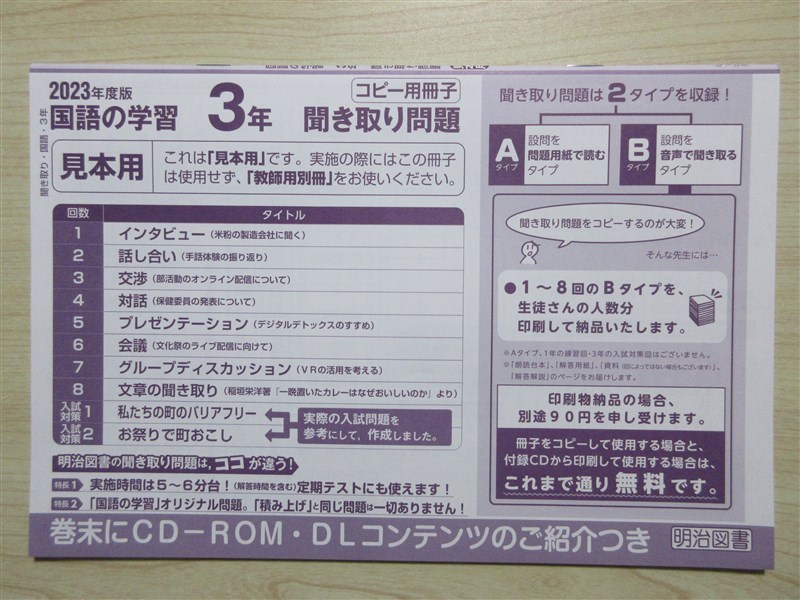 2023年度版
国語の学習 3年 聞き取り問題
コピー用冊子
聞き取り・国語・3年
見本用
これは「見本用」です。実施の際にはこの冊子
は使用せず、「教師用別冊」をお使いください。
回数 タイトル
1 インタビュー（米粉の製造会社に聞く）
2 話し合い（手話体験の振り返り）
3 交渉（部活動のオンライン配信について）
4 対話（保健委員の発表について）
5 プレゼンテーション（デジタルデトックスのすすめ）
6 会議（文化祭のライブ配信に向けて）
7 グループディスカッション（ＶＲの活用を考える）
8 文章の聞き取り（稲垣栄洋著『一晩置いたカレーはなぜおいしいのか』より）
入試対策1 私たちの町のバリアフリー
入試対策2 お祭りで町おこし
実際の入試問題を
参考にして、作成しました。
明治図書の聞き取り問題は、ココが違う！
特長1 実施時間は５～６分台！（解答時間を含む）定期テストにも使えます！
特長2 「国語の学習」オリジナル問題。「積み上げ」と同じ問題は一切ありません！
聞き取り問題は2タイプを収録！
Aタイプ
設問を
問題用紙で読む
タイプ
Bタイプ
設問を
音声で聞き取る
タイプ
聞き取り問題をコピーするのが大変！
そんな先生には…
●１～８回のＢタイプを、
生徒さんの人数分
印刷して納品いたします。
※Ａタイプ、１年の練習回・３年の入試対策回はございません。
※「朗読台本」、「解答用紙」、「資料（回によってはない場合もございます）」、
「解答解説」のページをお届けします。
印刷物納品の場合、
別途９０円を申し受けます。
冊子をコピーして使用する場合と、
付録CDから印刷して使用する場合は、
これまで通り 無料です。
巻末にＣＤ－ＲＯＭ・ＤＬコンテンツのご紹介つき
明治図書